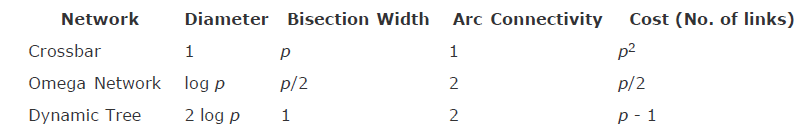 Network Diameter Bisection Width Arc Connectivity Cost (No. of links)
Crossbar 1 p 1 p²
Omega Network log p p/2 2 p/2
Dynamic Tree 2 log p 1 2 p - 1